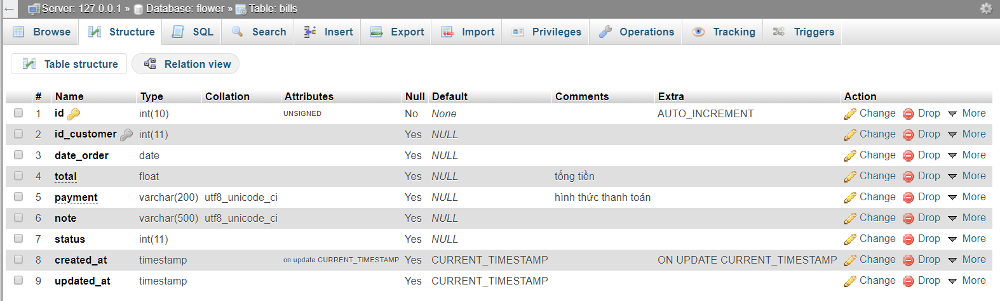 Server: 127.0.0.1 » Database: flower » Table: bills
Browse Structure SQL Search Insert Export Import Privileges Operations Tracking Triggers
Table structure Relation view
# Name Type Collation Attributes Null Default Comments Extra Action
1 id int(10) UNSIGNED No None AUTO_INCREMENT Change Drop More
2 id_customer int(11) Yes NULL Change Drop More
3 date_order date Yes NULL Change Drop More
4 total float Yes NULL tổng tiền Change Drop More
5 payment varchar(200) utf8_unicode_ci Yes NULL hình thức thanh toán Change Drop More
6 note varchar(500) utf8_unicode_ci Yes NULL Change Drop More
7 status int(11) Yes NULL Change Drop More
8 created_at timestamp on update CURRENT_TIMESTAMP Yes CURRENT_TIMESTAMP ON UPDATE CURRENT_TIMESTAMP Change Drop More
9 updated_at timestamp Yes CURRENT_TIMESTAMP Change Drop More